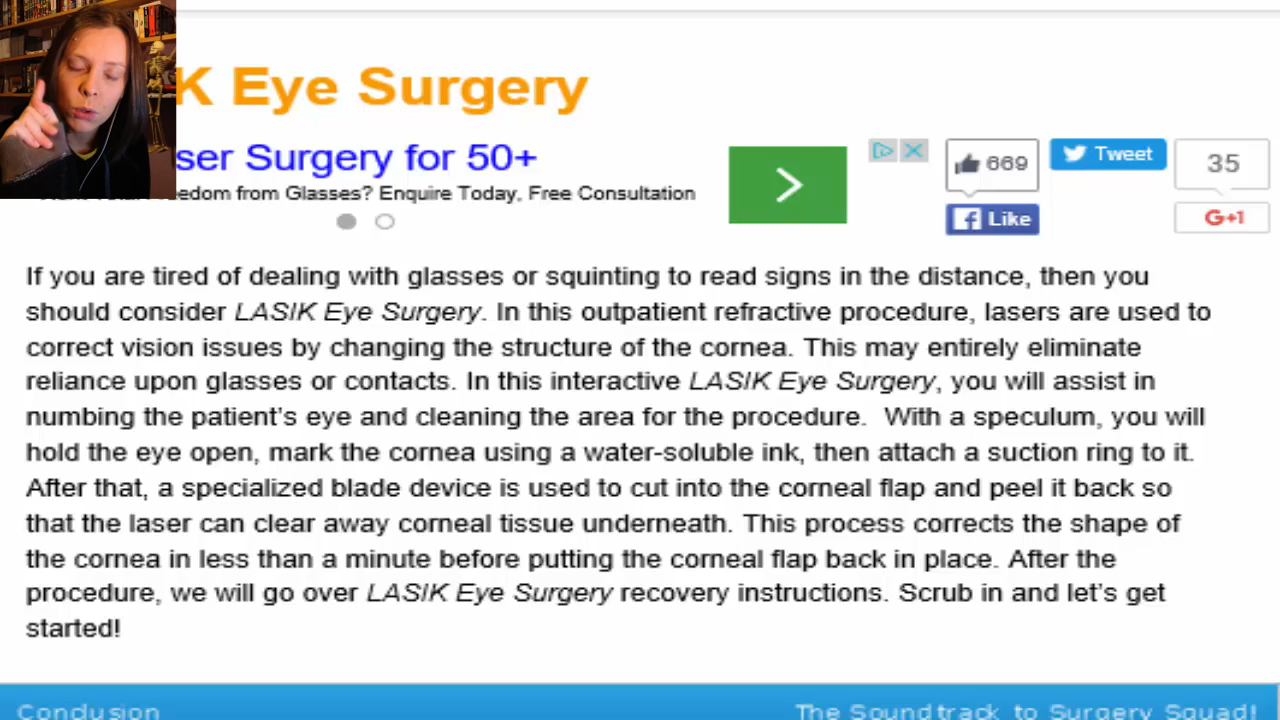 K Eye Surgery
ser Surgery for 50+
edom from Glasses? Enquire Today, Free Consultation
669
Like
Tweet
35
G+1
If you are tired of dealing with glasses or squinting to read signs in the distance, then you
should consider LASIK Eye Surgery. In this outpatient refractive procedure, lasers are used to
correct vision issues by changing the structure of the cornea. This may entirely eliminate
reliance upon glasses or contacts. In this interactive LASIK Eye Surgery, you will assist in
numbing the patient's eye and cleaning the area for the procedure. With a speculum, you will
hold the eye open, mark the cornea using a water-soluble ink, then attach a suction ring to it.
After that, a specialized blade device is used to cut into the corneal flap and peel it back so
that the laser can clear away corneal tissue underneath. This process corrects the shape of
the cornea in less than a minute before putting the corneal flap back in place. After the
procedure, we will go over LASIK Eye Surgery recovery instructions. Scrub in and let's get
started!
Conclusion
The Soundtrack to Surgery Squad!